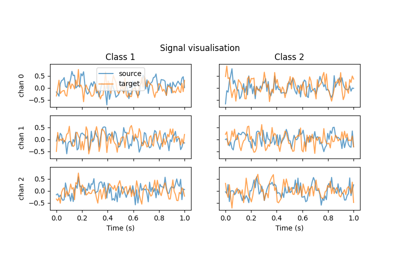 Signal visualisation
Class 1
Class 2
source
target
chan 0
0.5
0.0
−0.5
chan 1
0.5
0.0
−0.5
chan 2
0.5
0.0
−0.5
0.0 0.2 0.4 0.6 0.8 1.0
0.0 0.2 0.4 0.6 0.8 1.0
Time (s)
Time (s)